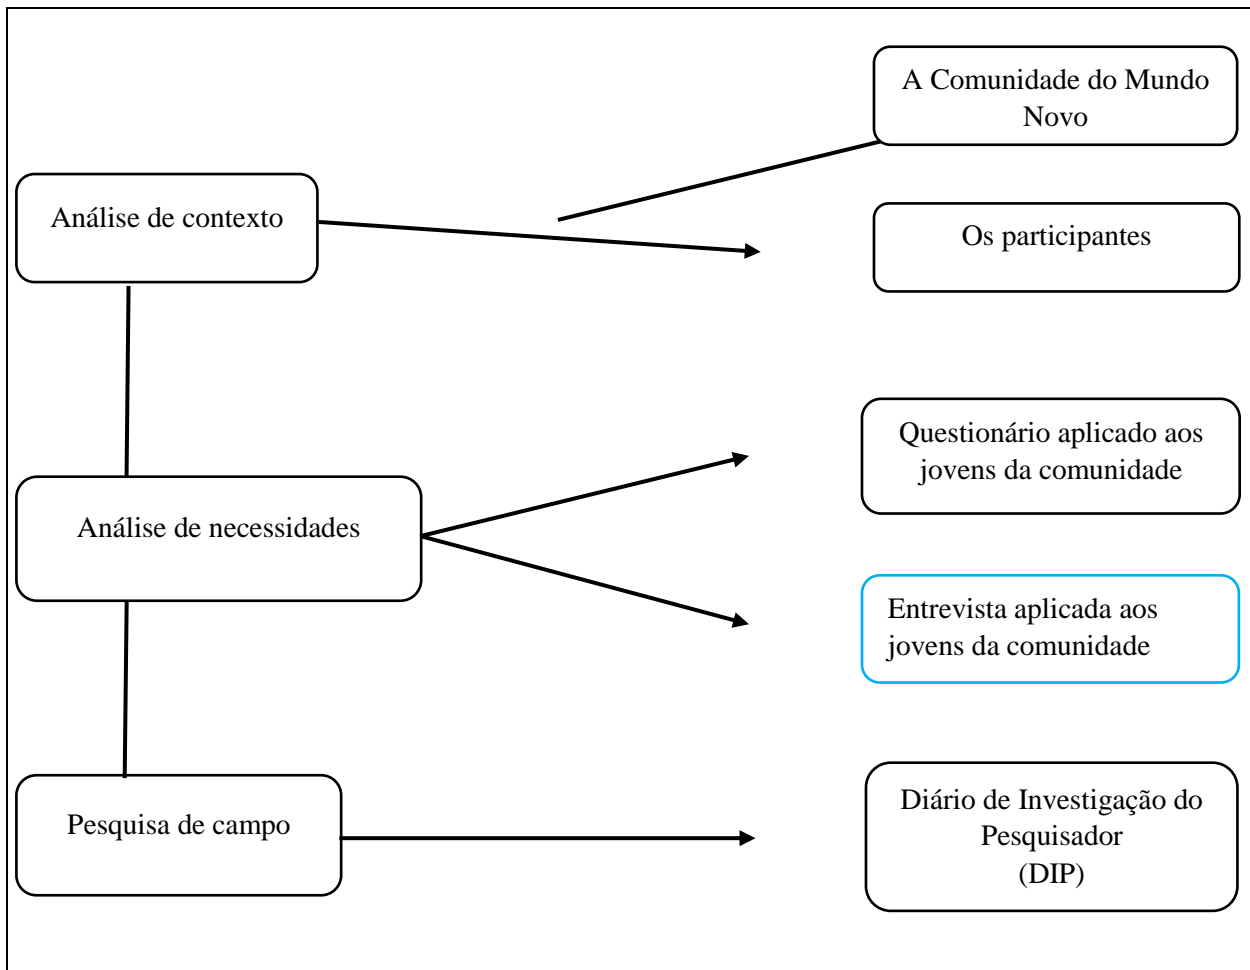 A Comunidade do Mundo
Novo
Análise de contexto
Os participantes
Questionário aplicado aos
jovens da comunidade
Análise de necessidades
Entrevista aplicada aos
jovens da comunidade
Pesquisa de campo
Diário de Investigação do
Pesquisador
(DIP)